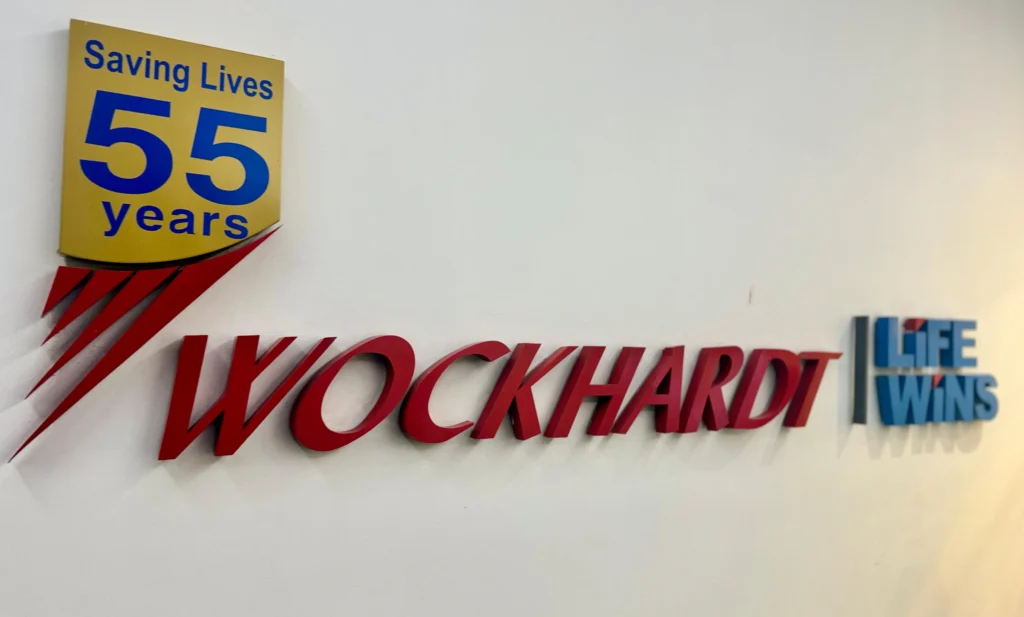 Saving Lives
55
years
WOCKHARDT
LiFE
WiNS